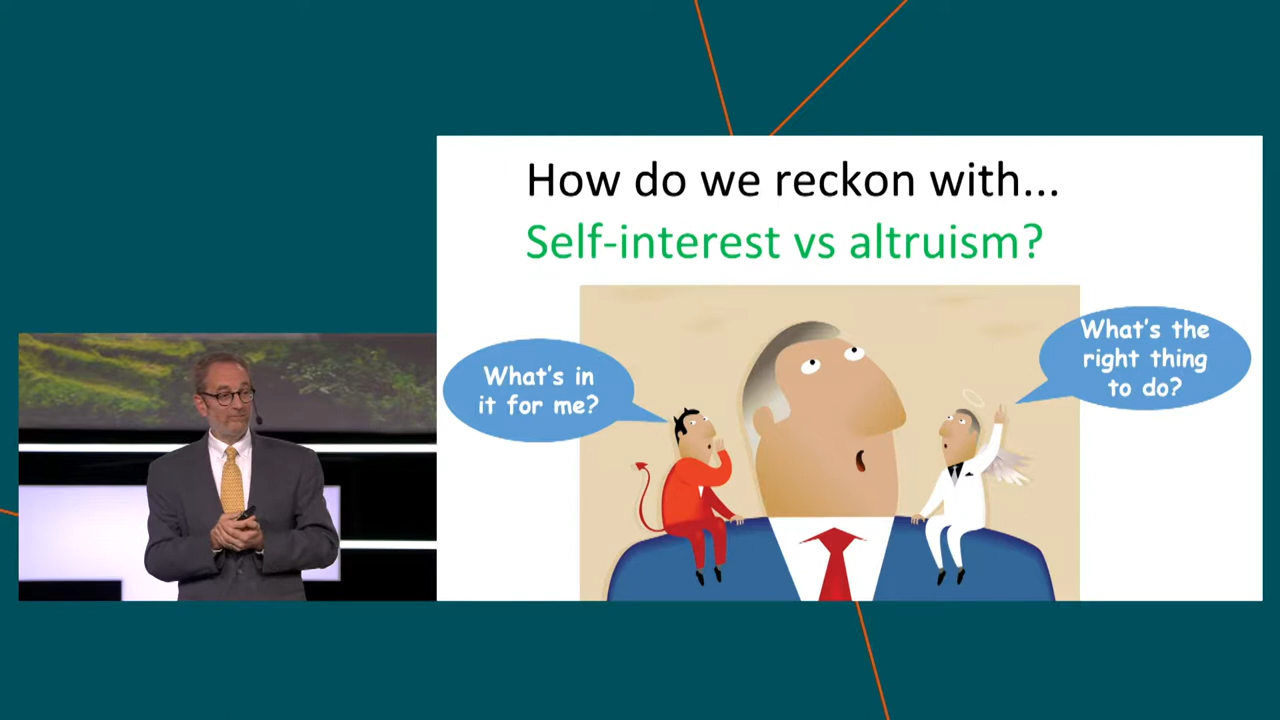 How do we reckon with...
Self-interest vs altruism?
What's in
it for me?
What's the
right thing
to do?